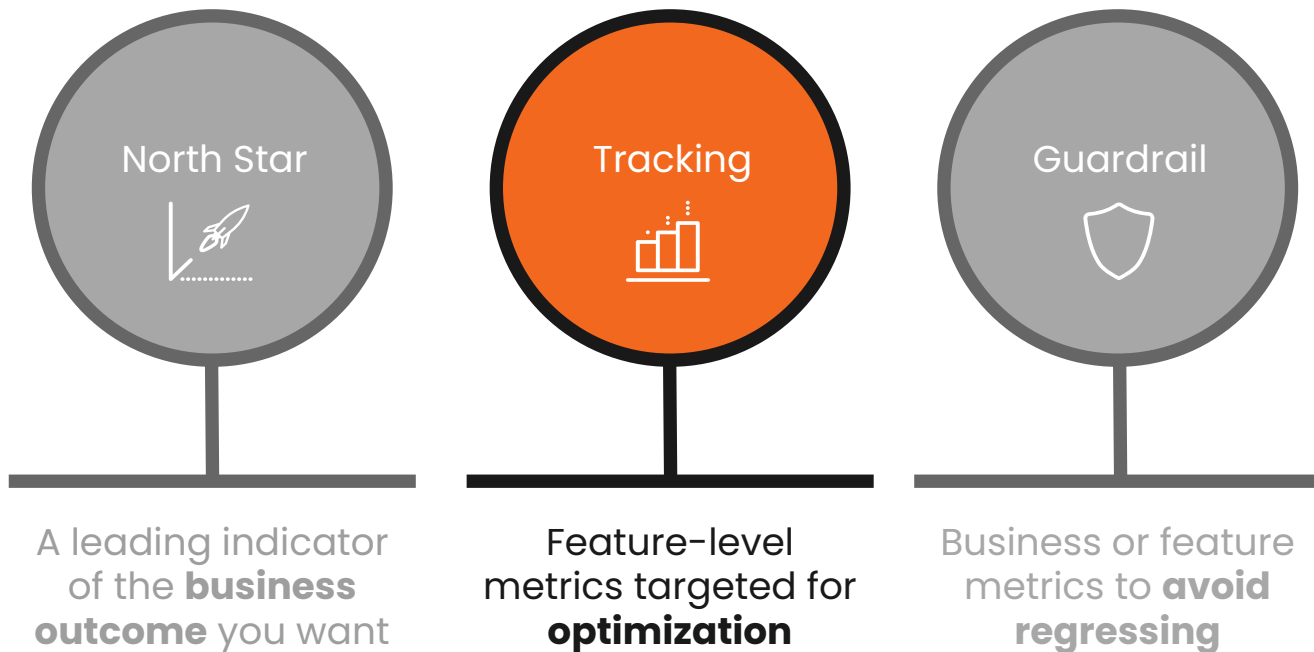 North Star
Tracking
Guardrail
A leading indicator
of the business
outcome you want
Feature-level
metrics targeted for
optimization
Business or feature
metrics to avoid
regressing